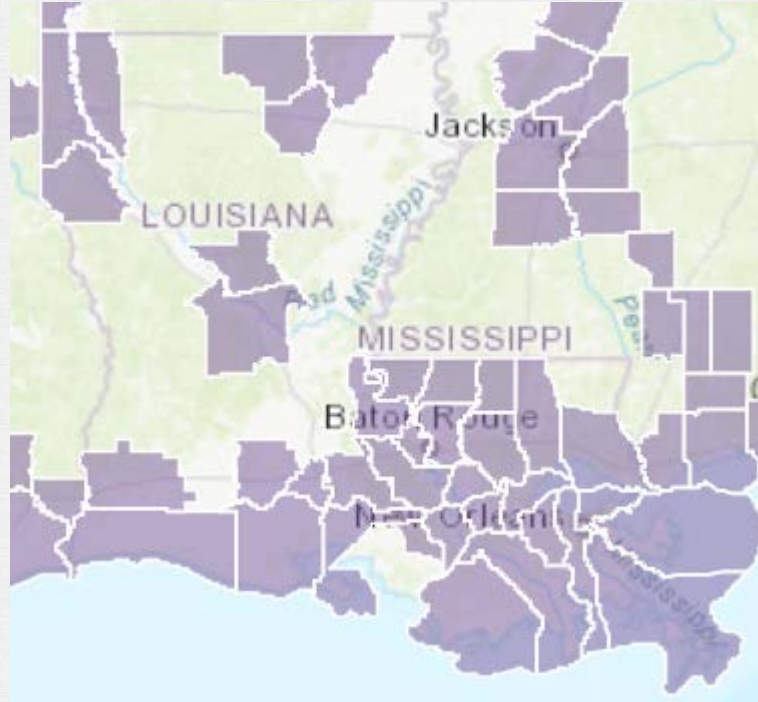 Jackson
LOUISIANA
Mississippi
Red
MISSISSIPPI
Pearl
Baton Rouge
New Orleans
Mississippi